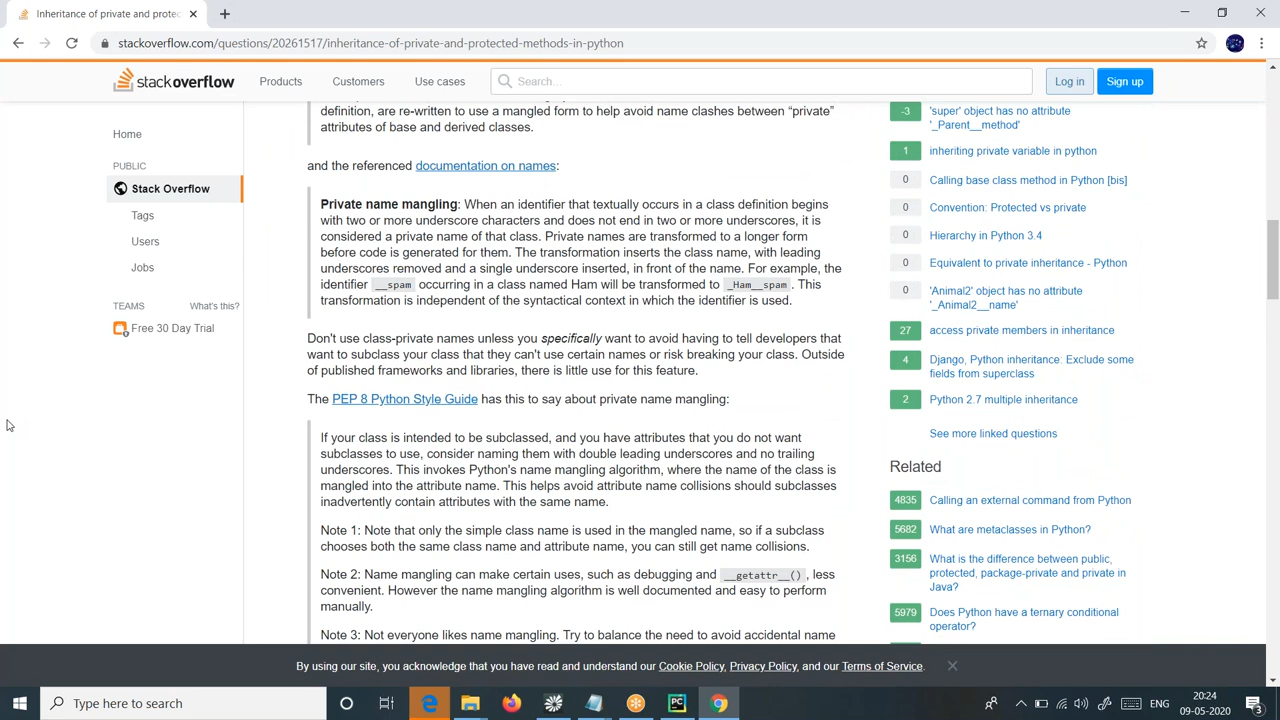 Inheritance of private and protec
stackoverflow.com/questions/20261517/inheritance-of-private-and-protected-methods-in-python
stackoverflow
Products
Customers
Use cases
Search...
Log in
Sign up
Home
PUBLIC
Stack Overflow
Tags
Users
Jobs
TEAMS
What's this?
Free 30 Day Trial
definition, are re-written to use a mangled form to help avoid name clashes between “private”
attributes of base and derived classes.
and the referenced documentation on names:
Private name mangling: When an identifier that textually occurs in a class definition begins
with two or more underscore characters and does not end in two or more underscores, it is
considered a private name of that class. Private names are transformed to a longer form
before code is generated for them. The transformation inserts the class name, with leading
underscores removed and a single underscore inserted, in front of the name. For example, the
identifier __spam occurring in a class named Ham will be transformed to _Ham__spam. This
transformation is independent of the syntactical context in which the identifier is used.
Don't use class-private names unless you specifically want to avoid having to tell developers that
want to subclass your class that they can't use certain names or risk breaking your class. Outside
of published frameworks and libraries, there is little use for this feature.
The PEP 8 Python Style Guide has this to say about private name mangling:
If your class is intended to be subclassed, and you have attributes that you do not want
subclasses to use, consider naming them with double leading underscores and no trailing
underscores. This invokes Python's name mangling algorithm, where the name of the class is
mangled into the attribute name. This helps avoid attribute name collisions should subclasses
inadvertently contain attributes with the same name.
Note 1: Note that only the simple class name is used in the mangled name, so if a subclass
chooses both the same class name and attribute name, you can still get name collisions.
Note 2: Name mangling can make certain uses, such as debugging and __getattr__(), less
convenient. However the name mangling algorithm is well documented and easy to perform
manually.
Note 3: Not everyone likes name mangling. Try to balance the need to avoid accidental name
-3 'super' object has no attribute
'_Parent__method'
1 inheriting private variable in python
0 Calling base class method in Python [bis]
0 Convention: Protected vs private
0 Hierarchy in Python 3.4
0 Equivalent to private inheritance - Python
0 'Animal2' object has no attribute
'_Animal2__name'
27 access private members in inheritance
4 Django, Python inheritance: Exclude some
fields from superclass
2 Python 2.7 multiple inheritance
See more linked questions
Related
4835 Calling an external command from Python
5682 What are metaclasses in Python?
3156 What is the difference between public,
protected, package-private and private in
Java?
5979 Does Python have a ternary conditional
operator?
By using our site, you acknowledge that you have read and understand our Cookie Policy, Privacy Policy, and our Terms of Service.
Type here to search
PC
ENG
20:24
09-05-2020
3